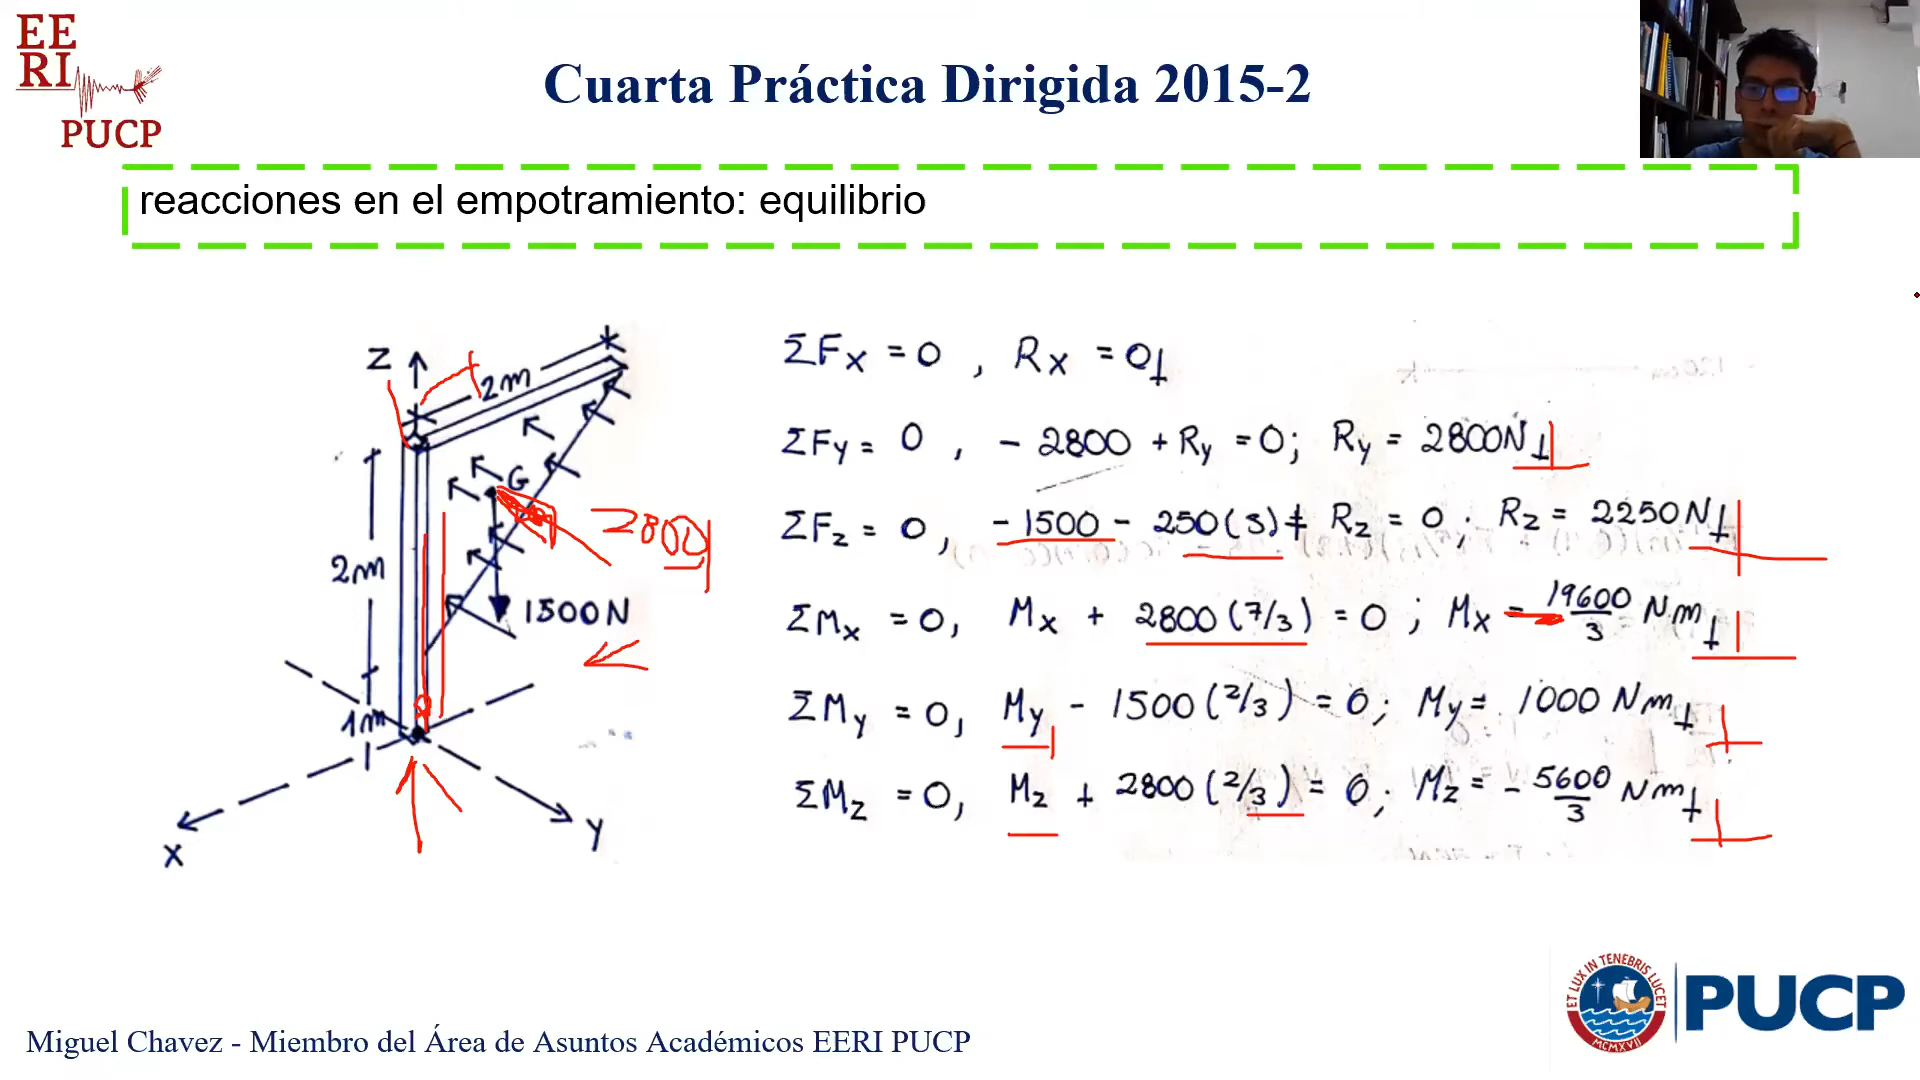 EE
RI
PUCP
Cuarta Práctica Dirigida 2015-2
reacciones en el empotramiento: equilibrio
Z
2m
G
2800
2m
1500N
1m
X
Y
ΣFx = 0 , Rx = 0
ΣFy = 0 , - 2800 + Ry = 0; Ry = 2800N
ΣFz = 0, -1500 - 250(3) + Rz = 0; Rz = 2250 N
ΣMx = 0, Mx + 2800 (7/3) = 0 ; Mx = - 19600/3 N.m
ΣMy = 0, My - 1500 (2/3) = 0; My = 1000 N.m
ΣMz = 0, Mz + 2800 (2/3) = 0; Mz = - 5600/3 N.m
ET LUX IN TENEBRIS LUCET
MCMXVII
PUCP
Miguel Chavez - Miembro del Área de Asuntos Académicos EERI PUCP